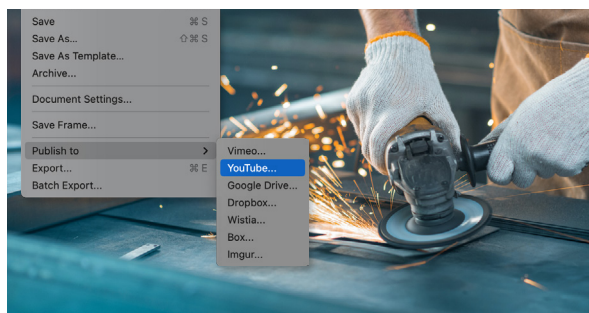 Save ⌘ S
Save As... ⇧ ⌘ S
Save As Template...
Archive...
Document Settings...
Save Frame...
Publish to >
Export... ⌘ E
Batch Export...
Vimeo...
YouTube...
Google Drive...
Dropbox...
Wistia...
Box...
Imgur...